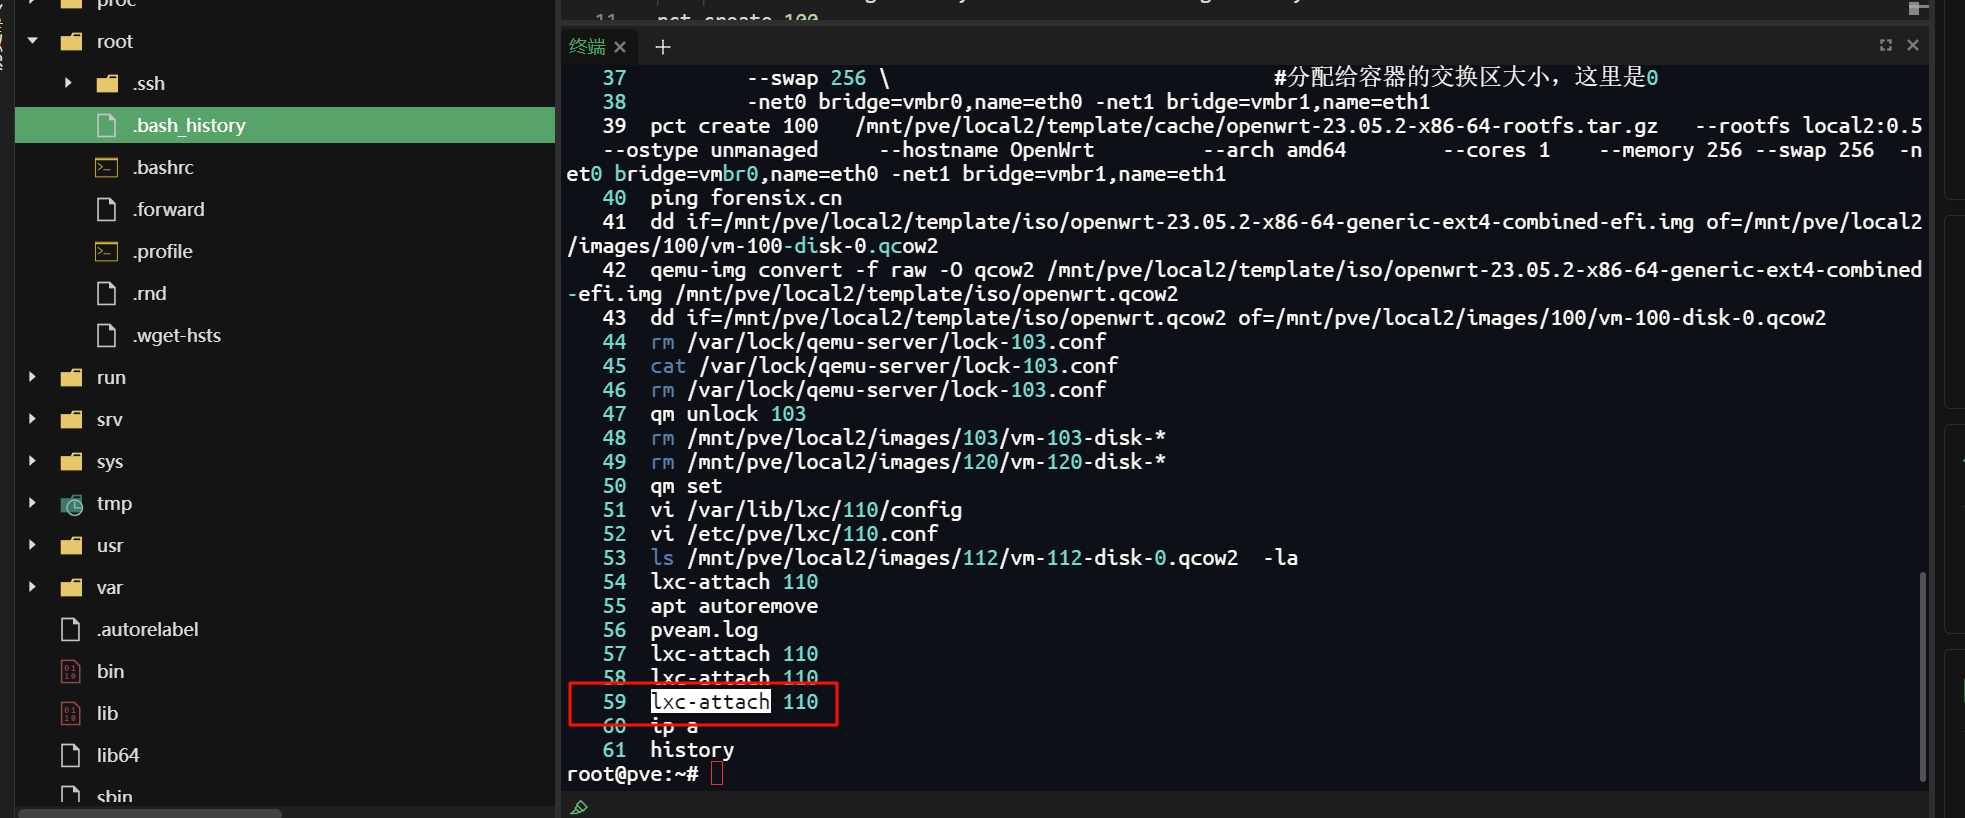 proc
root
.ssh
.bash_history
.bashrc
.forward
.profile
.rnd
.wget-hsts
run
srv
sys
tmp
usr
var
.autorelabel
bin
lib
lib64
sbin
11 pct create 100
终端
37 --swap 256 \ #分配给容器的交换区大小，这里是0
38 -net0 bridge=vmbr0,name=eth0 -net1 bridge=vmbr1,name=eth1
39 pct create 100 /mnt/pve/local2/template/cache/openwrt-23.05.2-x86-64-rootfs.tar.gz --rootfs local2:0.5
--ostype unmanaged --hostname OpenWrt --arch amd64 --cores 1 --memory 256 --swap 256 -n
et0 bridge=vmbr0,name=eth0 -net1 bridge=vmbr1,name=eth1
40 ping forensix.cn
41 dd if=/mnt/pve/local2/template/iso/openwrt-23.05.2-x86-64-generic-ext4-combined-efi.img of=/mnt/pve/local2
/images/100/vm-100-disk-0.qcow2
42 qemu-img convert -f raw -O qcow2 /mnt/pve/local2/template/iso/openwrt-23.05.2-x86-64-generic-ext4-combined
-efi.img /mnt/pve/local2/template/iso/openwrt.qcow2
43 dd if=/mnt/pve/local2/template/iso/openwrt.qcow2 of=/mnt/pve/local2/images/100/vm-100-disk-0.qcow2
44 rm /var/lock/qemu-server/lock-103.conf
45 cat /var/lock/qemu-server/lock-103.conf
46 rm /var/lock/qemu-server/lock-103.conf
47 qm unlock 103
48 rm /mnt/pve/local2/images/103/vm-103-disk-*
49 rm /mnt/pve/local2/images/120/vm-120-disk-*
50 qm set
51 vi /var/lib/lxc/110/config
52 vi /etc/pve/lxc/110.conf
53 ls /mnt/pve/local2/images/112/vm-112-disk-0.qcow2 -la
54 lxc-attach 110
55 apt autoremove
56 pveam.log
57 lxc-attach 110
58 lxc-attach 110
59 lxc-attach 110
60 ip a
61 history
root@pve:~#